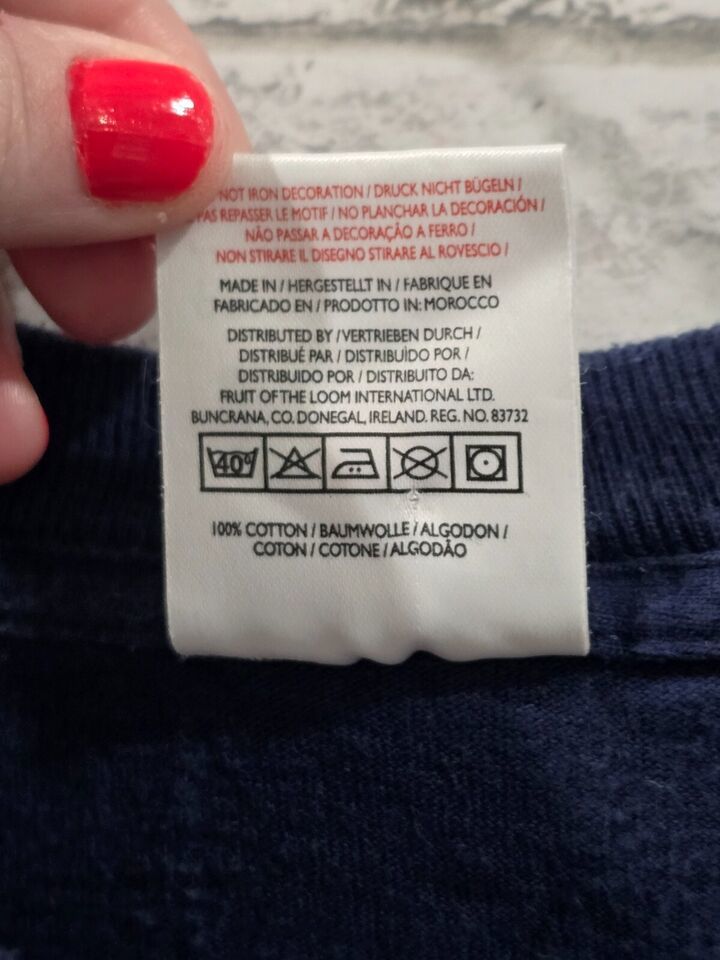 NOT IRON DECORATION / DRUCK NICHT BÜGELN /
PAS REPASSER LE MOTIF / NO PLANCHAR LA DECORACIÓN /
NÃO PASSAR A DECORAÇÃO A FERRO /
NON STIRARE IL DISEGNO STIRARE AL ROVESCIO /
MADE IN / HERGESTELLT IN / FABRIQUE EN
FABRICADO EN / PRODOTTO IN: MOROCCO
DISTRIBUTED BY /VERTRIEBEN DURCH /
DISTRIBUÉ PAR / DISTRIBUÌDO POR /
DISTRIBUIDO POR / DISTRIBUITO DA:
FRUIT OF THE LOOM INTERNATIONAL LTD.
BUNCRANA, CO. DONEGAL, IRELAND. REG. NO. 83732
40°
100% COTTON / BAUMWOLLE / ALGODON /
COTON / COTONE / ALGODÃO